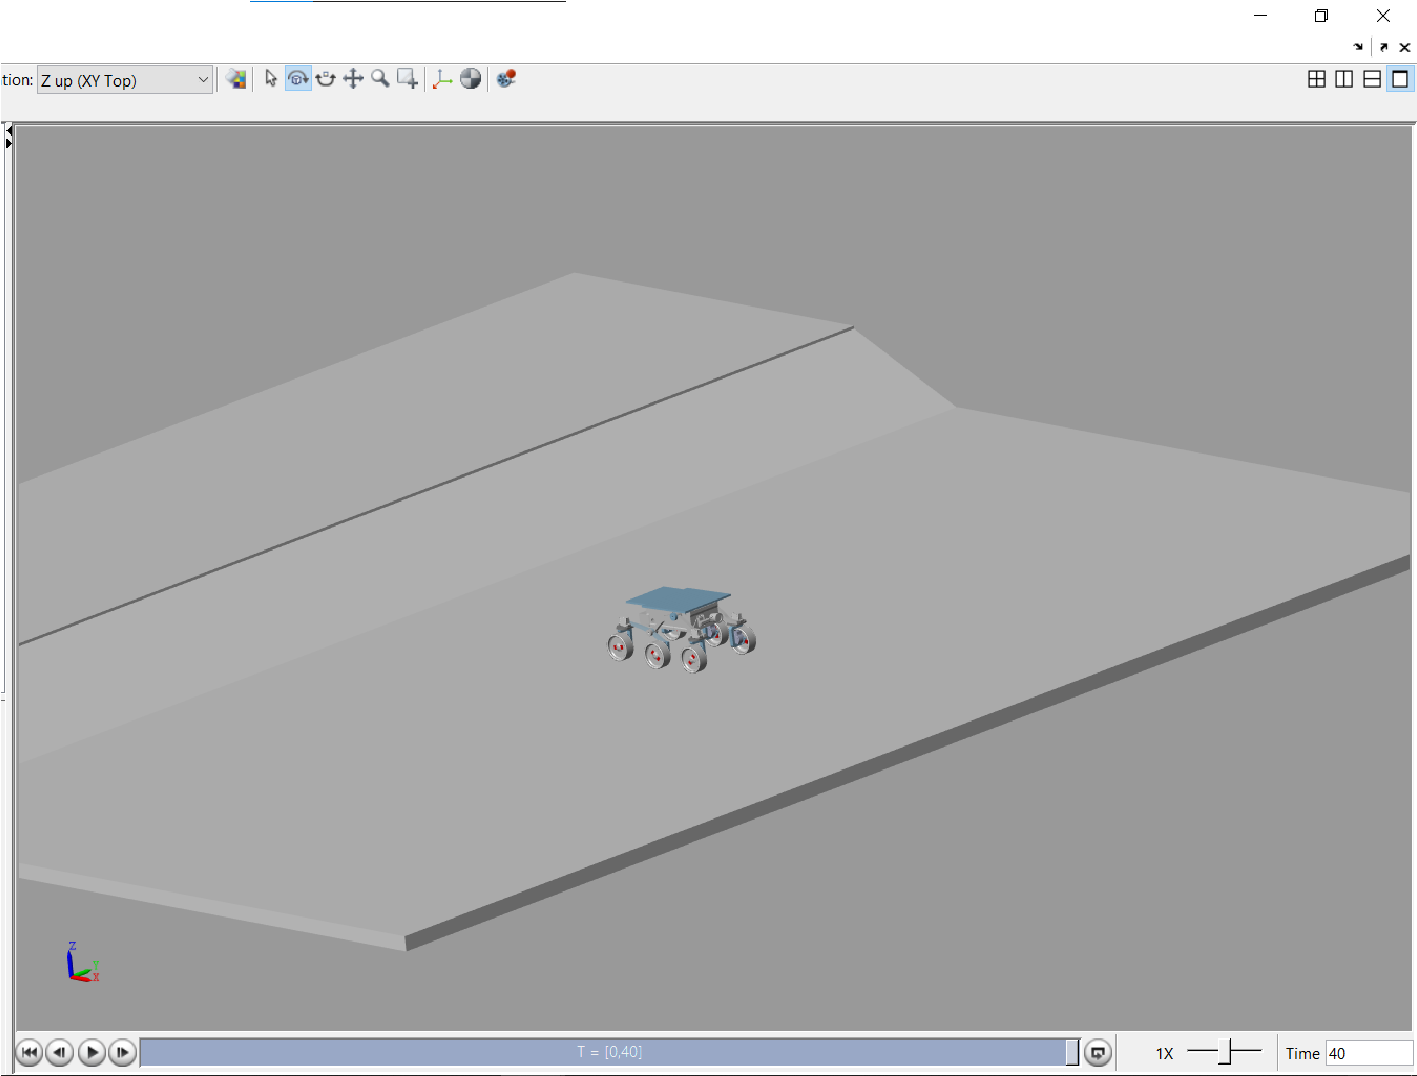 tion: Z up (XY Top)
Z
Y
X
T = [0,40]
1X
Time 40